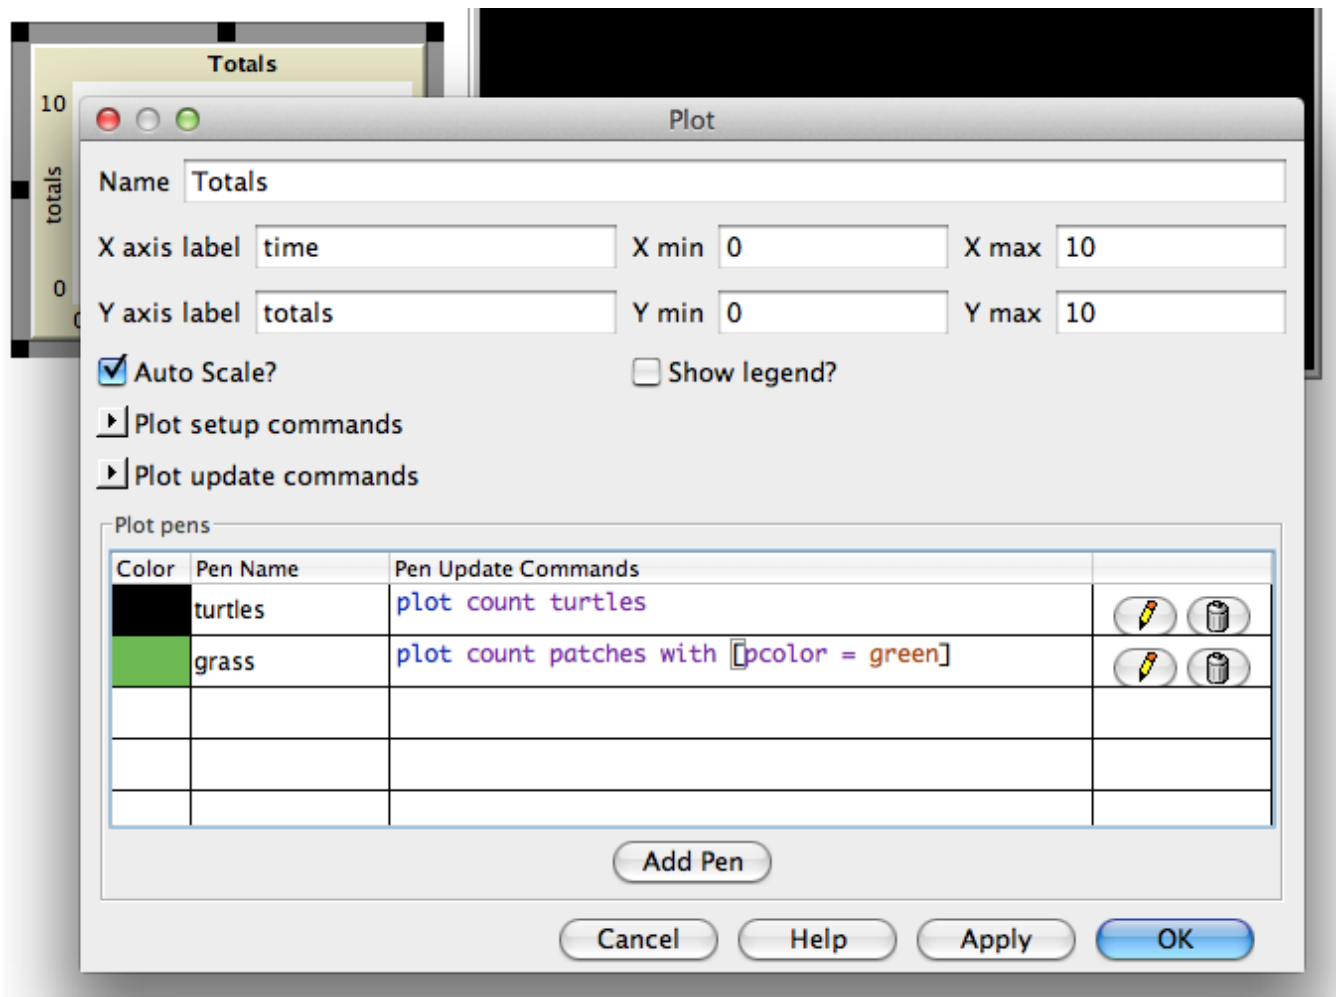 Totals
10
totals
0
0
Plot
Name Totals
X axis label time X min 0 X max 10
Y axis label totals Y min 0 Y max 10
Auto Scale? Show legend?
Plot setup commands
Plot update commands
Plot pens
Color Pen Name Pen Update Commands
turtles plot count turtles
grass plot count patches with [pcolor = green]
Add Pen
Cancel Help Apply OK